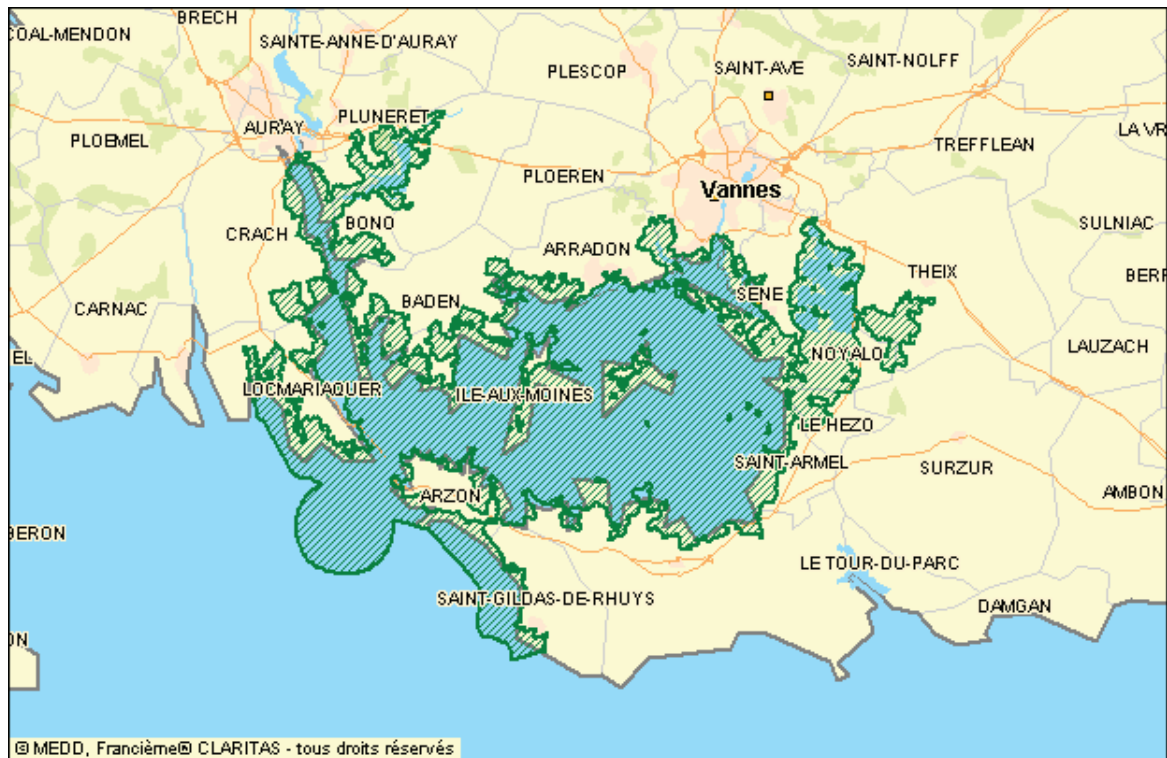 BRECH
COAL-MENDON
SAINTE-ANNE-D'AURAY
SAINT-NOLFF
PLESCOP
SAINT-AVE
PLUNERET
AURAY
PLOEMEL
LA VR
TREFFLEAN
PLOEREN
Vannes
BONO
SULNIAC
CRACH
ARRADON
THEIX
BERF
SENE
BADEN
CARNAC
LAUZACH
EL
NOYALO
LOCMARIAQUER
ILE-AUX-MOINES
LE HEZO
SAINT-ARMEL
SURZUR
ARZON
AMBON
BERON
LE TOUR-DU-PARC
SAINT-GILDAS-DE-RHUYS
DAMGAN
ON
© MEDD, Francième® CLARITAS - tous droits réservés